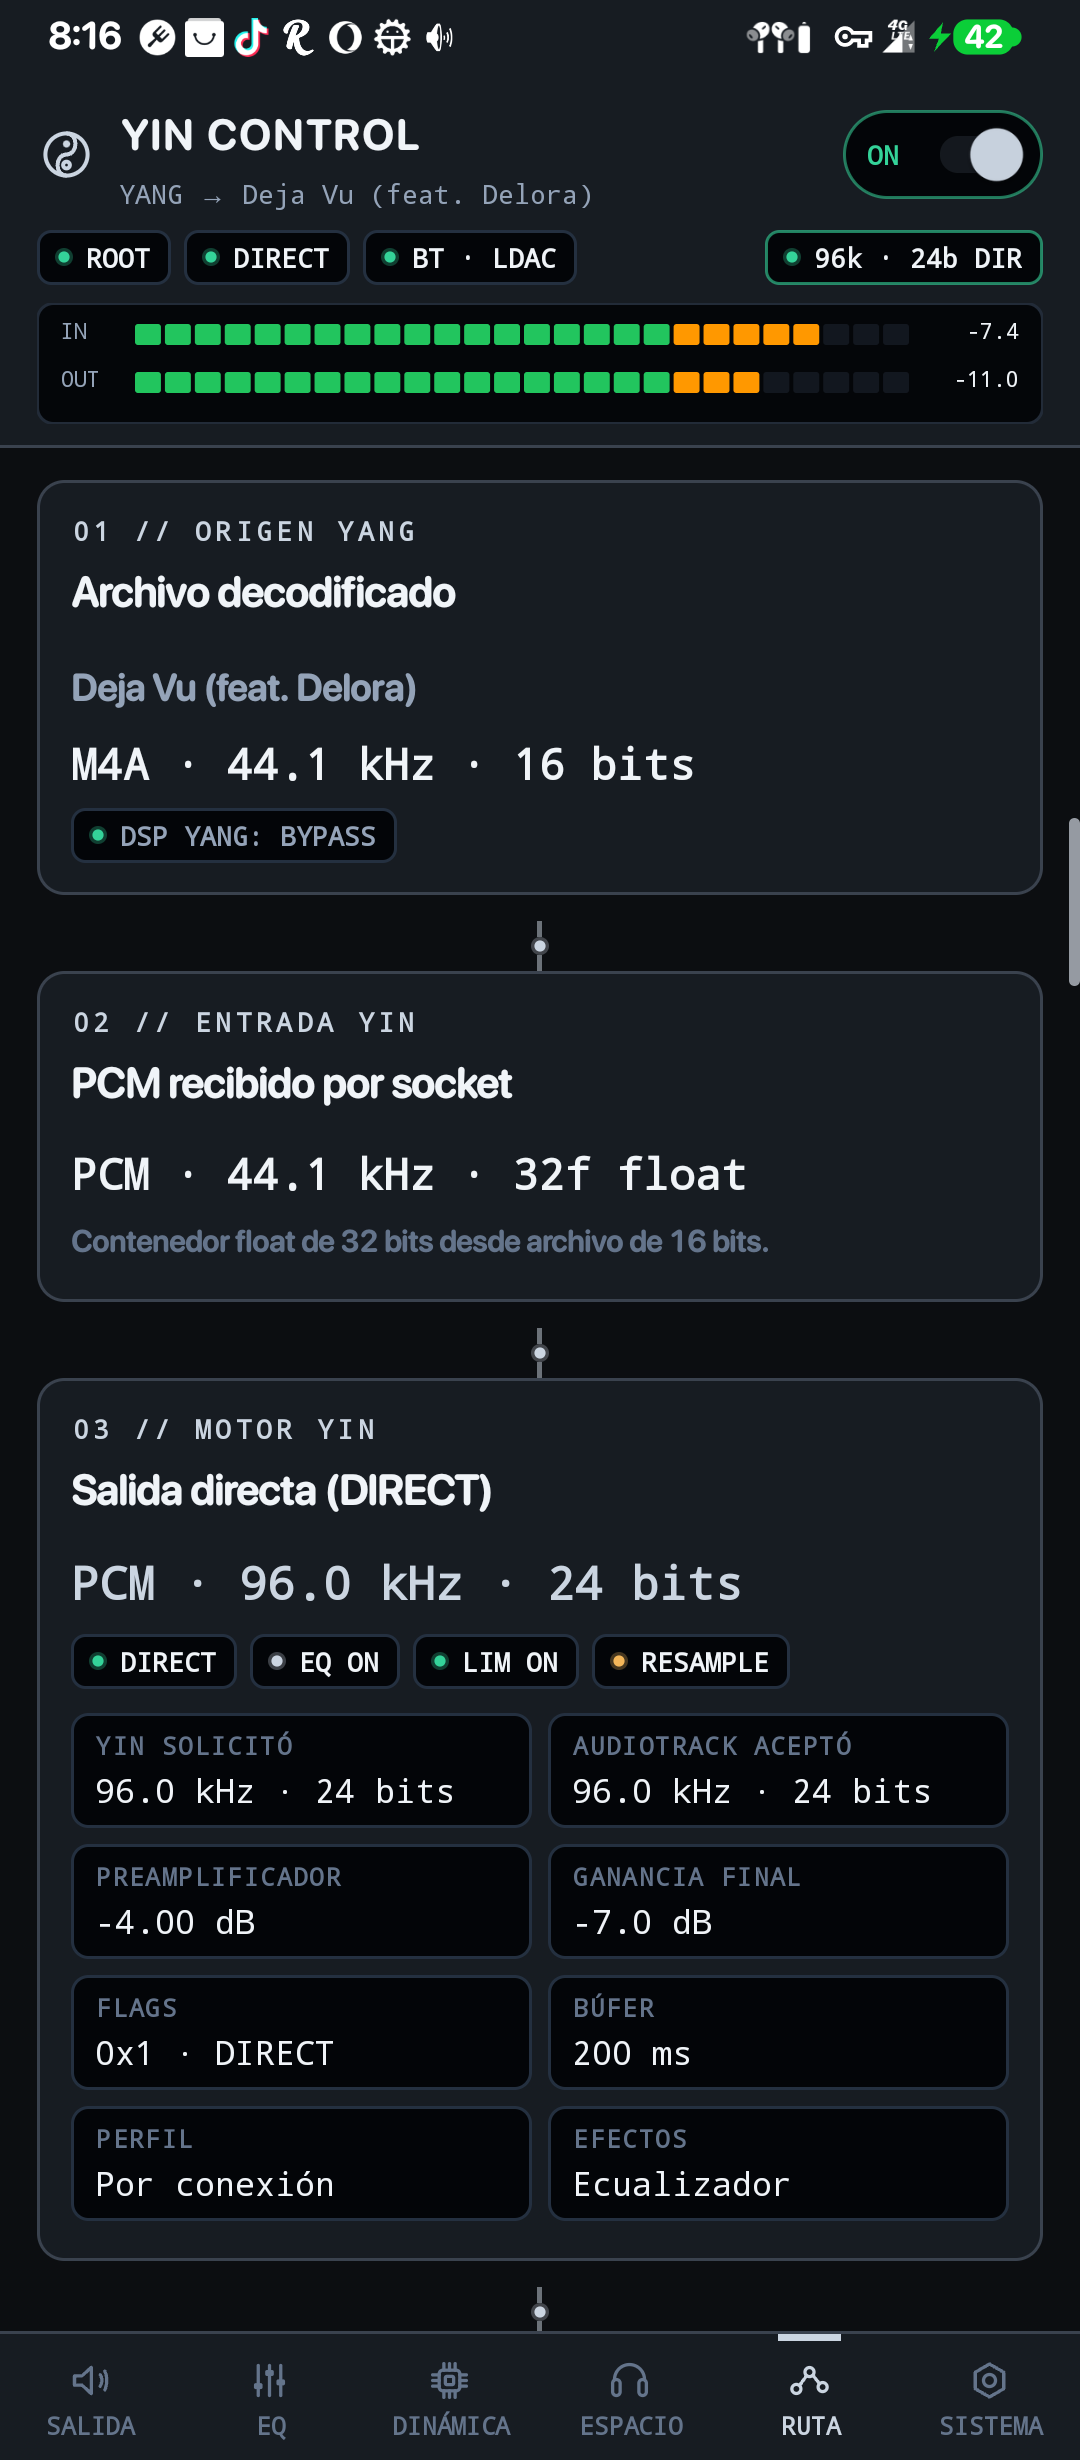 8:16
4G
LTE
42
YIN CONTROL
YANG → Deja Vu (feat. Delora)
ON
ROOT
DIRECT
BT · LDAC
96k · 24b DIR
IN
-7.4
OUT
-11.0
01 // ORIGEN YANG
Archivo decodificado
Deja Vu (feat. Delora)
M4A · 44.1 kHz · 16 bits
DSP YANG: BYPASS
02 // ENTRADA YIN
PCM recibido por socket
PCM · 44.1 kHz · 32f float
Contenedor float de 32 bits desde archivo de 16 bits.
03 // MOTOR YIN
Salida directa (DIRECT)
PCM · 96.0 kHz · 24 bits
DIRECT
EQ ON
LIM ON
RESAMPLE
YIN SOLICITÓ
96.0 kHz · 24 bits
AUDIOTRACK ACEPTÓ
96.0 kHz · 24 bits
PREAMPLIFICADOR
-4.00 dB
GANANCIA FINAL
-7.0 dB
FLAGS
0x1 · DIRECT
BÚFER
200 ms
PERFIL
Por conexión
EFECTOS
Ecualizador
SALIDA
EQ
DINÁMICA
ESPACIO
RUTA
SISTEMA